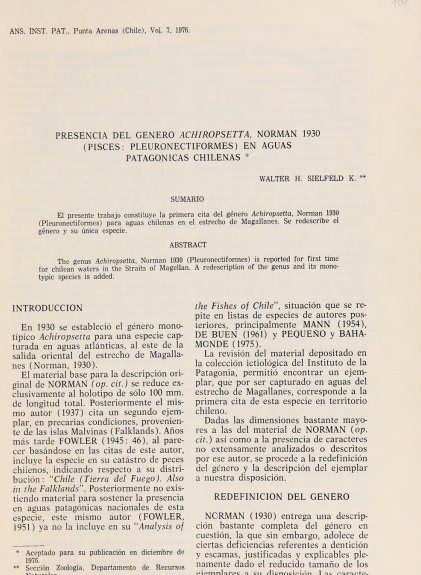 ANS. INST. PAT., Punta Arenas (Chile), Vol. 7, 1976.
PRESENCIA DEL GENERO ACHIROPSETTA, NORMAN 1930
(PISCES: PLEURONECTIFORMES) EN AGUAS
PATAGONICAS CHILENAS *
WALTER H. SIELFELD K. **
SUMARIO
El presente trabajo constituye la primera cita del género Achiropsetta, Norman 1930
(Pleuronectiformes) para aguas chilenas en el estrecho de Magallanes. Se redescribe el
género y su única especie.
ABSTRACT
The genus Achiropsetta, Norman 1930 (Pleuronectiformes) is reported for first time
for chilean waters in the Straits of Magellan. A redescription of the genus and its mono-
typic species is added.
INTRODUCCION
En 1930 se estableció el género mono-
típico Achiropsetta para una especie cap-
turada en aguas atlánticas, al este de la
salida oriental del estrecho de Magalla-
nes (Norman, 1930).
El material base para la descripción ori-
ginal de NORMAN (op. cit.) se reduce ex-
clusivamente al holotipo de sólo 100 mm.
de longitud total. Posteriormente el mis-
mo autor (1937) cita un segundo ejem-
plar, en precarias condiciones, provenien-
te de las islas Malvinas (Falklands). Años
más tarde FOWLER (1945: 46), al pare-
cer basándose en las citas de este autor,
incluye la especie en su catástro de peces
chilenos, indicando respecto a su distri-
bución: "Chile (Tierra del Fuego). Also
in the Falklands". Posteriormente no exis-
tiendo material para sostener la presencia
en aguas patagónicas nacionales de esta
especie, este mismo autor (FOWLER,
1951) ya no la incluye en su "Analysis of
* Aceptado para su publicación en diciembre de
1976.
** Sección Zoología, Departamento de Recursos
the Fishes of Chile", situación que se re-
pite en listas de especies de autores pos-
teriores, principalmente MANN (1954),
DE BUEN (1961) y PEQUEÑO y BAHA-
MONDE (1975).
La revisión del material depositado en
la colección ictiológica del Instituto de la
Patagonia, permitió encontrar un ejem-
plar, que por ser capturado en aguas del
estrecho de Magallanes, corresponde a la
primera cita de esta especie en territorio
chileno.
Dadas las dimensiones bastante mayo-
res a las del material de NORMAN (op.
cit.) así como a la presencia de caracteres
no extensamente analizados o descritos
por ese autor, se procede a la redefinición
del género y la descripción del ejemplar
a nuestra disposición.
REDEFINICION DEL GENERO
NORMAN (1930) entrega una descrip-
ción bastante completa del género en
cuestión, la que sin embargo, adolece de
ciertas deficiencias referentes a dentición
y escamas, justificadas y explicables ple-
namente dado el reducido tamaño de los
ejemplares a su disposición. Las caracte-